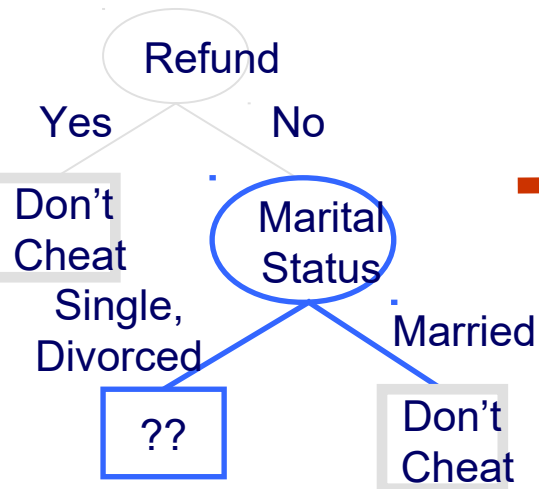 Refund
Yes
No
Don't
Cheat
Marital
Status
Single,
Divorced
Married
??
Don't
Cheat